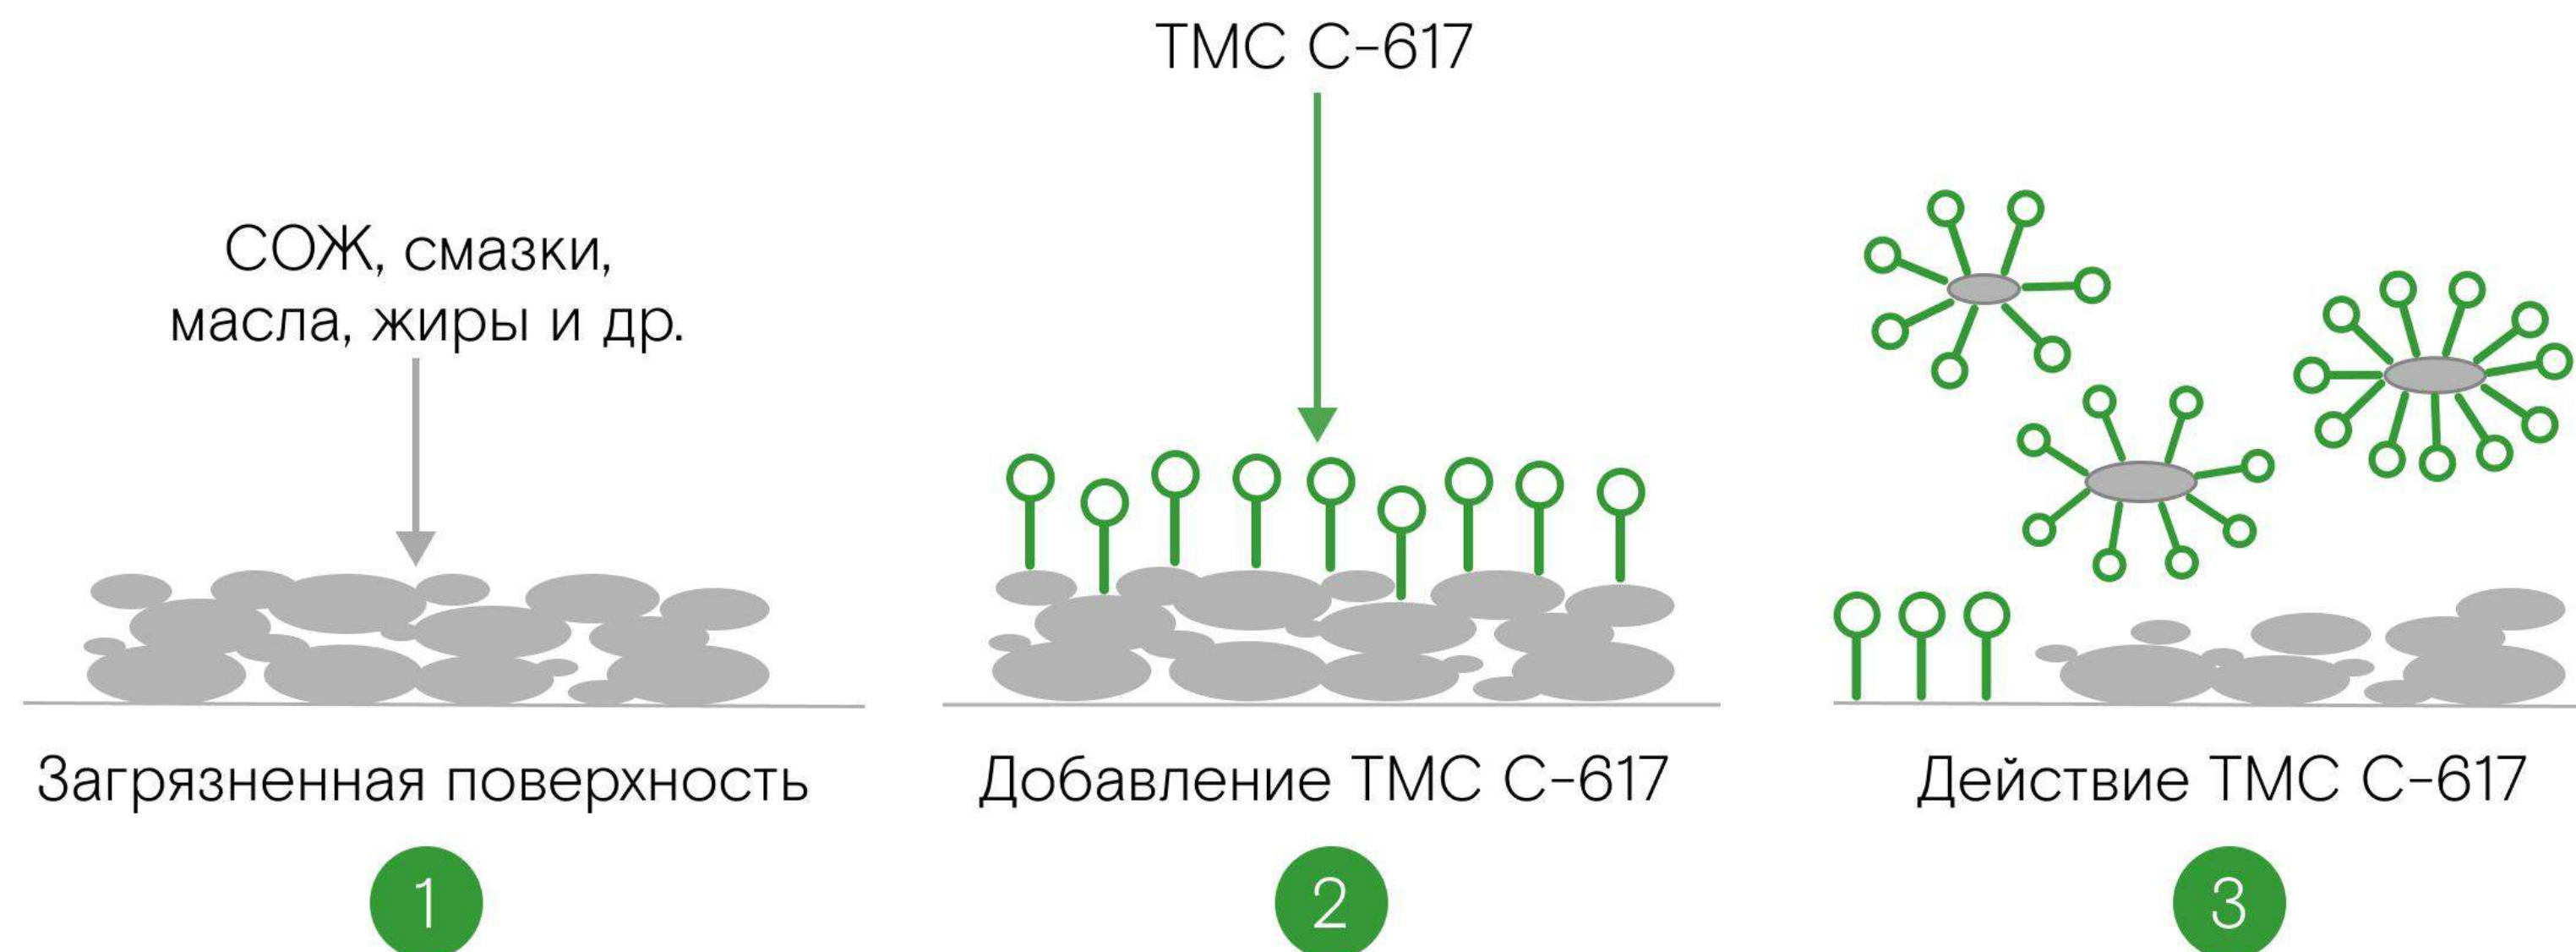 СОЖ, смазки,
масла, жиры и др.
Загрязненная поверхность
1
ТМС С-617
Добавление ТМС С-617
2
Действие ТМС С-617
3